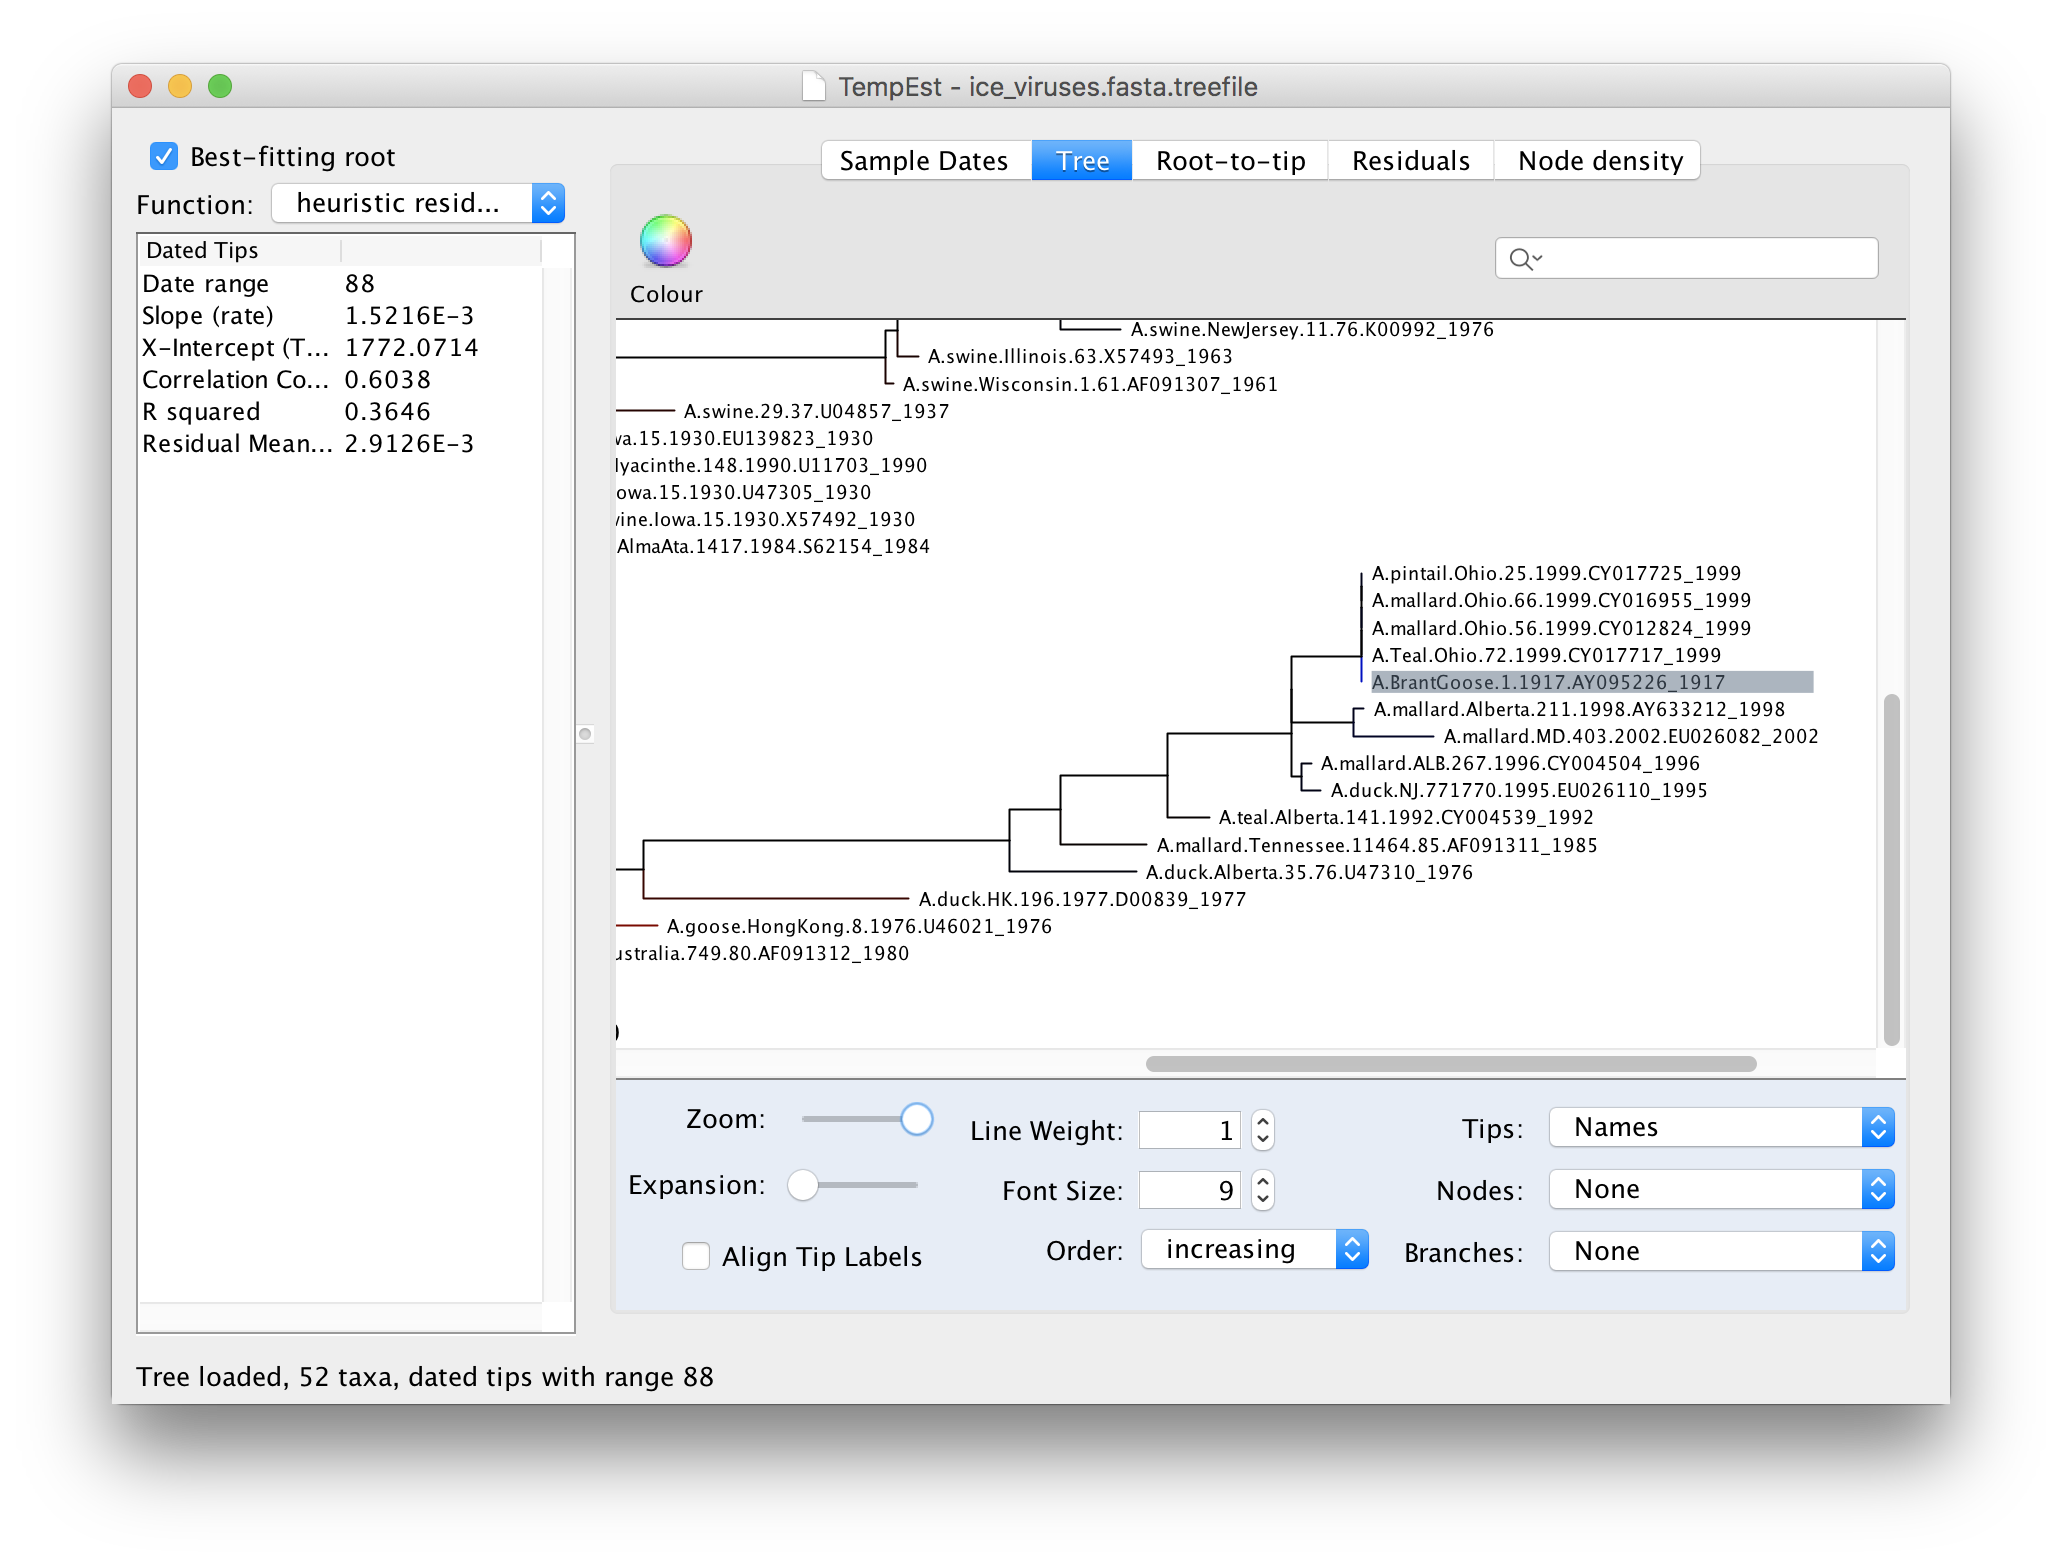 TempEst - ice_viruses.fasta.treefile
Best-fitting root
Function: heuristic resid...
Dated Tips
Date range 88
Slope (rate) 1.5216E-3
X-Intercept (T... 1772.0714
Correlation Co... 0.6038
R squared 0.3646
Residual Mean... 2.9126E-3
Sample Dates Tree Root-to-tip Residuals Node density
Colour
A.swine.NewJersey.11.76.K00992_1976
A.swine.Illinois.63.X57493_1963
A.swine.Wisconsin.1.61.AF091307_1961
A.swine.29.37.U04857_1937
wa.15.1930.EU139823_1930
lyacinthe.148.1990.U11703_1990
owa.15.1930.U47305_1930
vine.Iowa.15.1930.X57492_1930
AlmaAta.1417.1984.S62154_1984
A.pintail.Ohio.25.1999.CY017725_1999
A.mallard.Ohio.66.1999.CY016955_1999
A.mallard.Ohio.56.1999.CY012824_1999
A.Teal.Ohio.72.1999.CY017717_1999
A.BrantGoose.1.1917.AY095226_1917
A.mallard.Alberta.211.1998.AY633212_1998
A.mallard.MD.403.2002.EU026082_2002
A.mallard.ALB.267.1996.CY004504_1996
A.duck.NJ.771770.1995.EU026110_1995
A.teal.Alberta.141.1992.CY004539_1992
A.mallard.Tennessee.11464.85.AF091311_1985
A.duck.Alberta.35.76.U47310_1976
A.duck.HK.196.1977.D00839_1977
A.goose.HongKong.8.1976.U46021_1976
ustralia.749.80.AF091312_1980
)
Zoom: Line Weight: 1 Tips: Names
Expansion: Font Size: 9 Nodes: None
Align Tip Labels Order: increasing Branches: None
Tree loaded, 52 taxa, dated tips with range 88